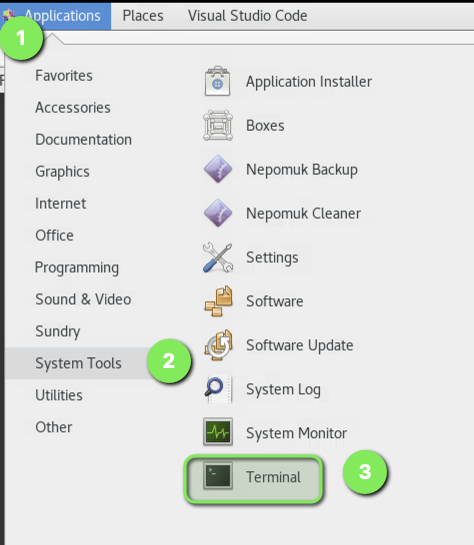 Applications Places Visual Studio Code
1
F
Favorites
Accessories
Documentation
Graphics
Internet
Office
Programming
Sound & Video
Sundry
System Tools
2
Utilities
Other
Application Installer
Boxes
Nepomuk Backup
Nepomuk Cleaner
Settings
Software
Software Update
System Log
System Monitor
Terminal
3